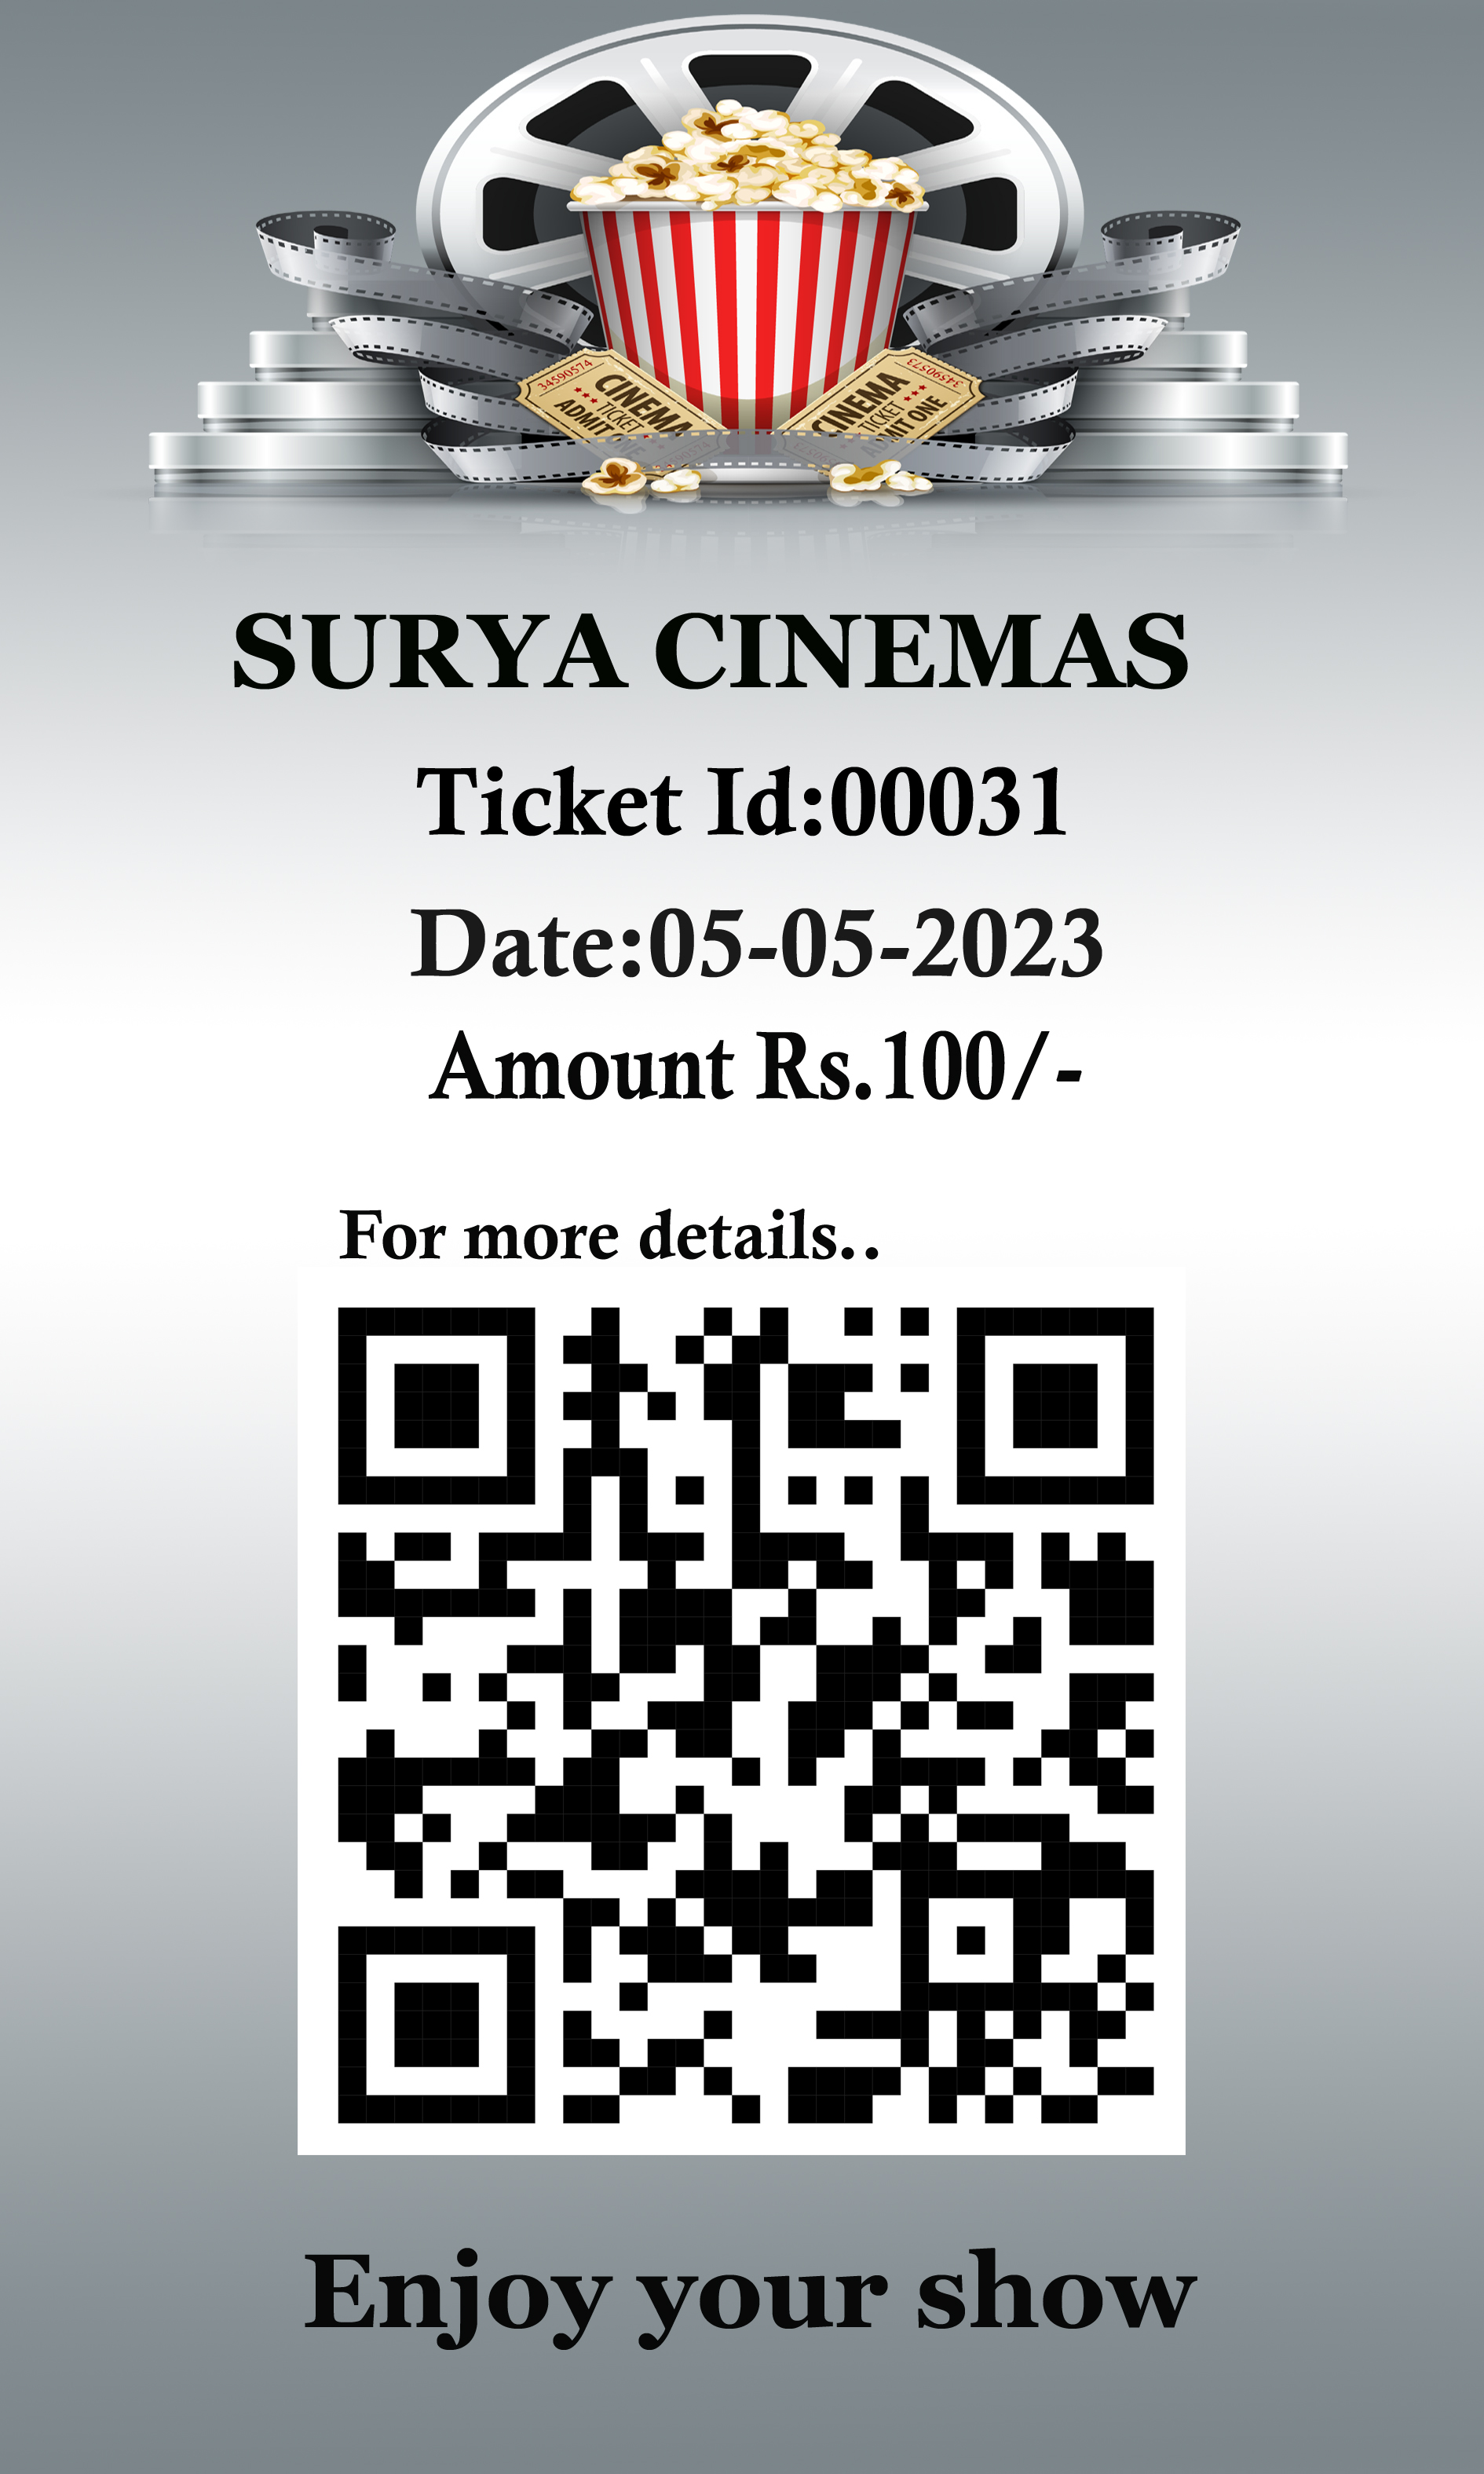 34590574
CINEMA
TICKET
ADMIT
34590573
CINEMA
TICKET
ONE
SURYA CINEMAS
Ticket Id:00031
Date:05-05-2023
Amount Rs.100/-
For more details..
Enjoy your show